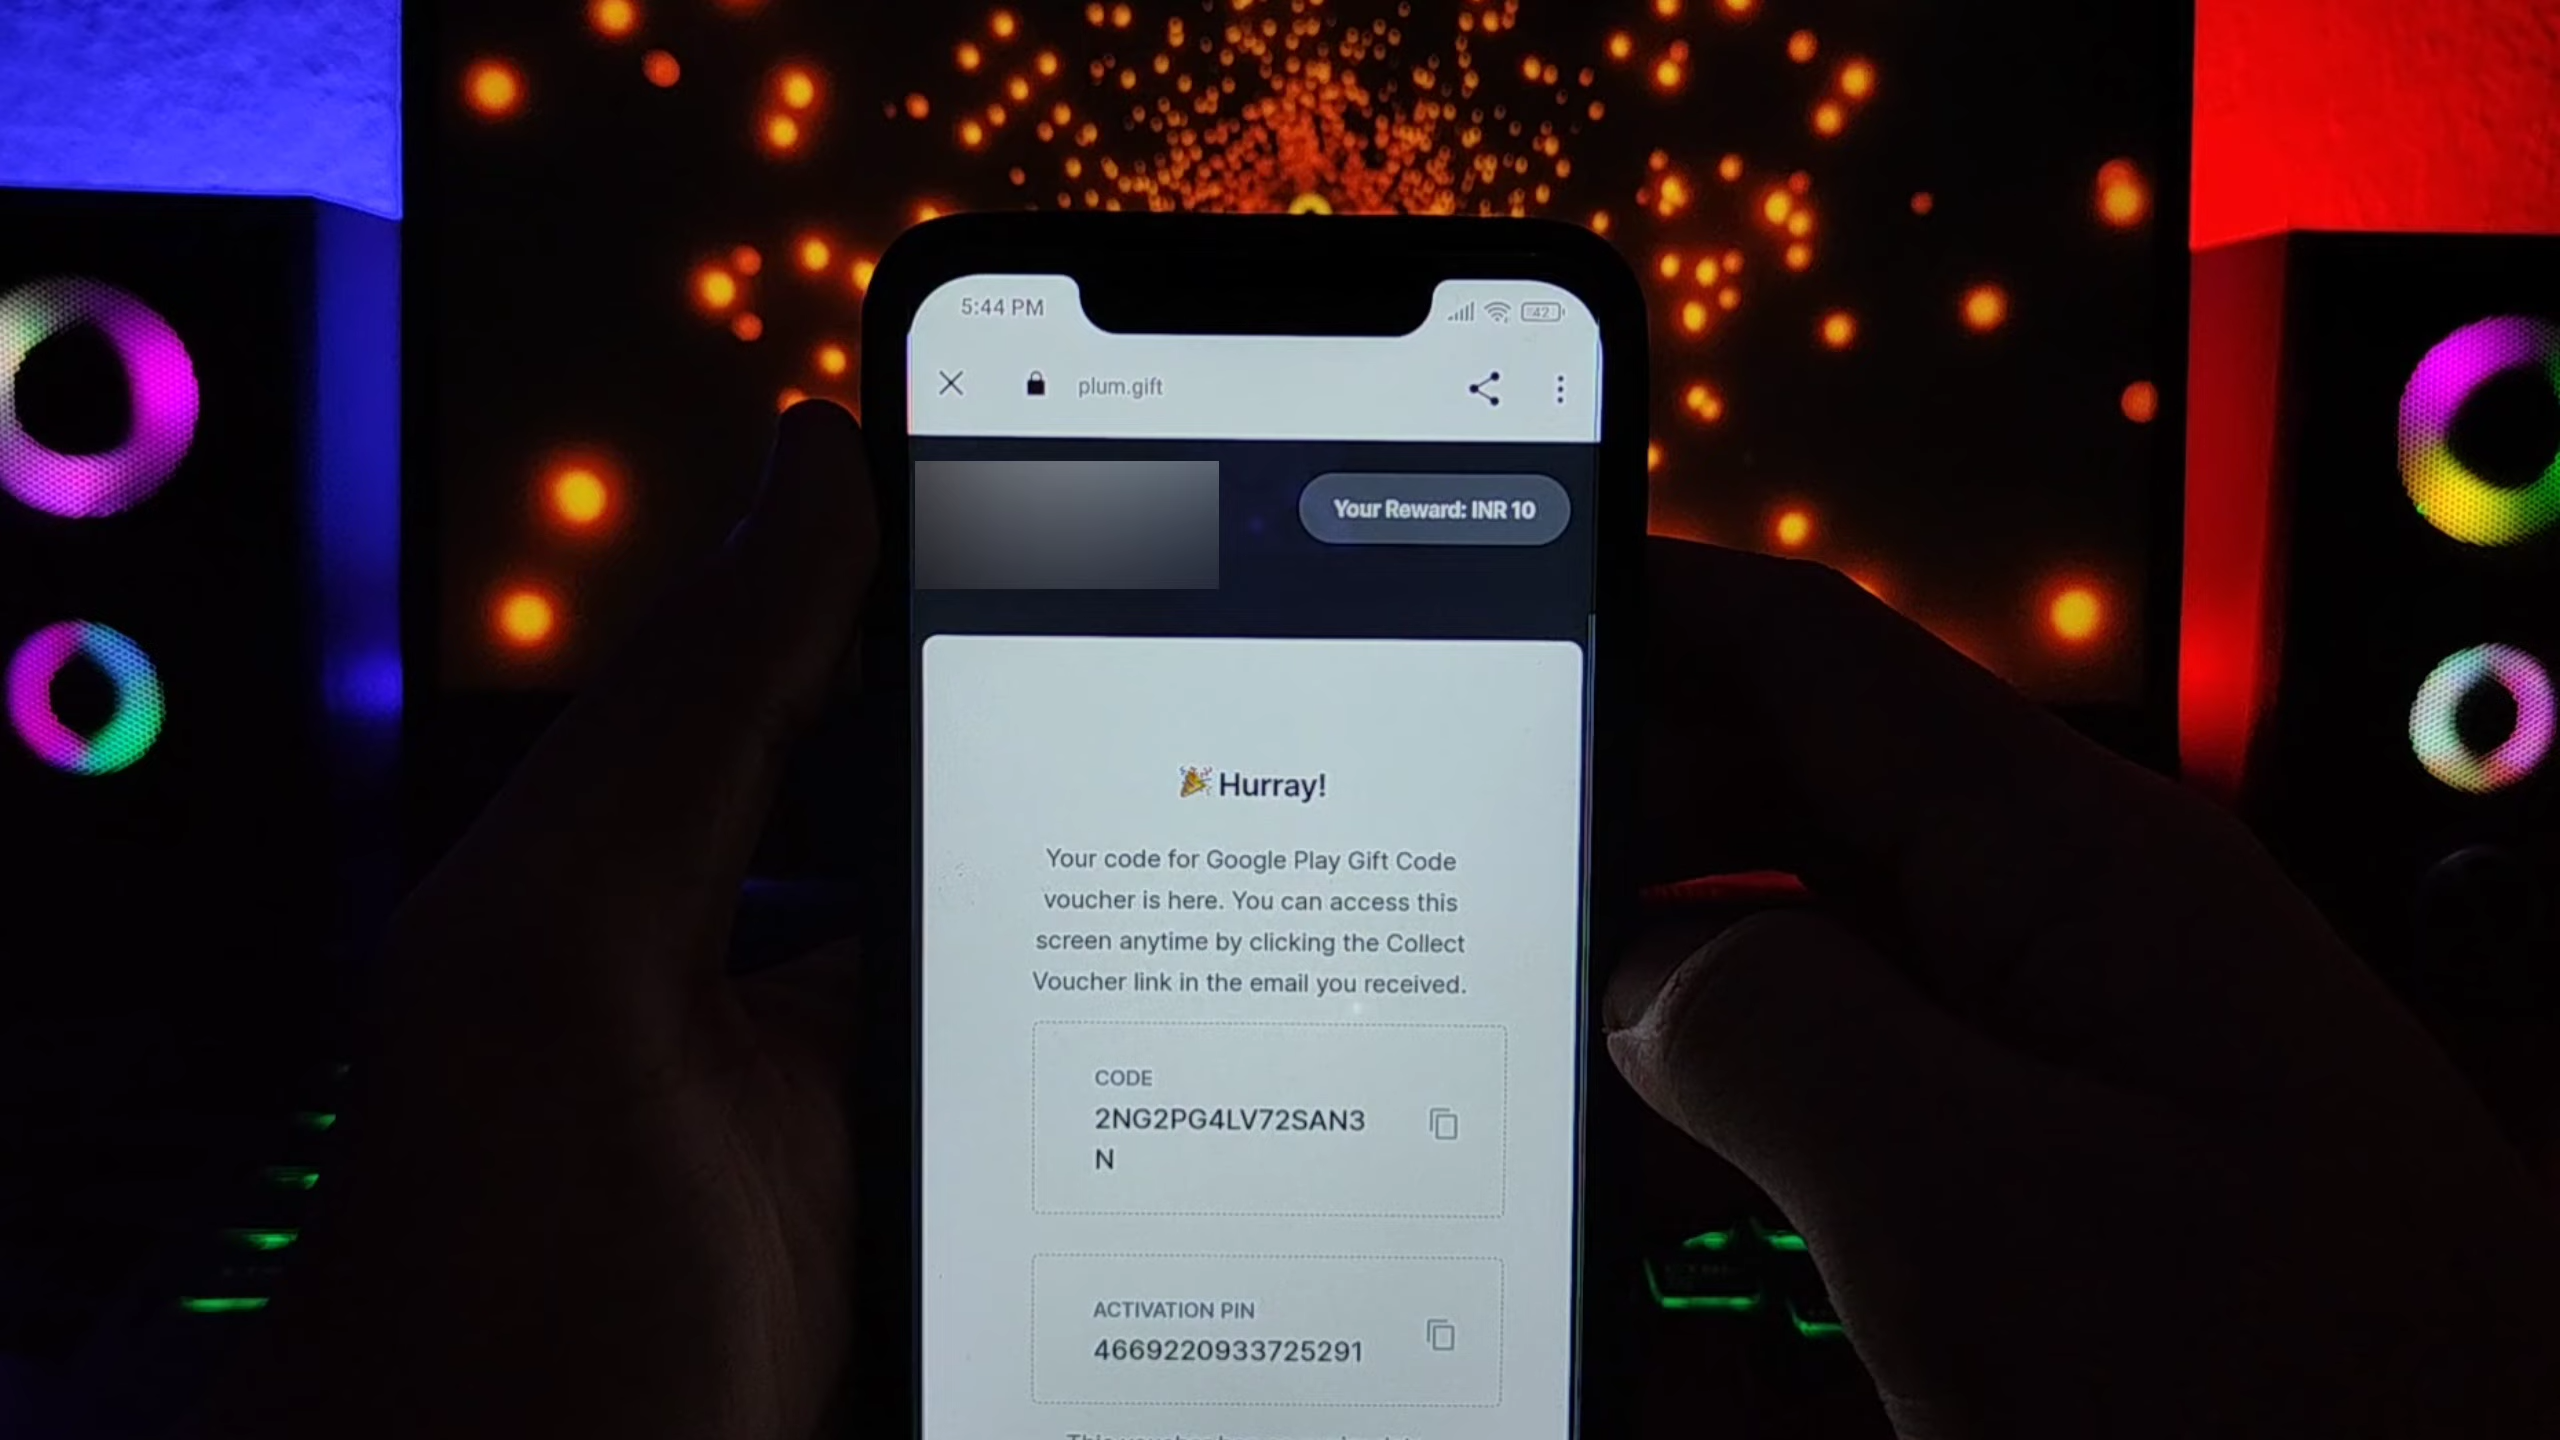 5:44 PM
42
plum.gift
Your Reward: INR 10
🎉 Hurray!
Your code for Google Play Gift Code
voucher is here. You can access this
screen anytime by clicking the Collect
Voucher link in the email you received.
CODE
2NG2PG4LV72SAN3
N
ACTIVATION PIN
4669220933725291